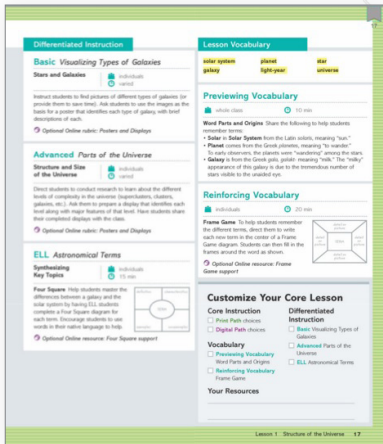 17
Differentiated Instruction
Basic Visualizing Types of Galaxies
Stars and Galaxies
individuals
varied
Instruct students to find pictures of different types of galaxies (or
provide them to save time). Ask students to use the images as the
basis for a poster that identifies each type of galaxy, with brief
descriptions of each.
Optional Online rubric: Posters and Displays
Advanced Parts of the Universe
Structure and Size
of the Universe
individuals
varied
Direct students to conduct research to learn about the different
levels of complexity in the universe (superclusters, clusters,
galaxies, etc.). Ask them to prepare a display that identifies each
level along with major features of that level. Have students share
their completed displays with the class.
Optional Online rubric: Posters and Displays
ELL Astronomical Terms
Synthesizing
Key Topics
individuals
15 min
Four Square Help students master the
differences between a galaxy and the
solar system by having ELL students
complete a Four Square diagram for
each term. Encourage students to use
words in their native language to help.
Optional Online resource: Four Square support
Lesson Vocabulary
solar system planet star
galaxy light-year universe
Previewing Vocabulary
whole class 10 min
Word Parts and Origins Share the following to help students
remember terms:
• Solar in Solar System from the Latin solaris, meaning "sun."
• Planet comes from the Greek planetes, meaning "to wander."
To early observers, the planets were "wandering" among the stars.
• Galaxy is from the Greek gala, galakt- meaning "milk." The "milky"
appearance of this galaxy is due to the tremendous number of
stars visible to the unaided eye.
Reinforcing Vocabulary
individuals 20 min
Frame Game To help students remember
the different terms, direct them to write
each new term in the center of a Frame
Game diagram. Students can then fill in the
frames around the word as shown.
Optional Online resource: Frame
Game support
Customize Your Core Lesson
Core Instruction
Print Path choices
Digital Path choices
Vocabulary
Previewing Vocabulary
Word Parts and Origins
Reinforcing Vocabulary
Frame Game
Differentiated
Instruction
Basic Visualizing Types of
Galaxies
Advanced Parts of the
Universe
ELL Astronomical Terms
Your Resources
Lesson 1 Structure of the Universe 17